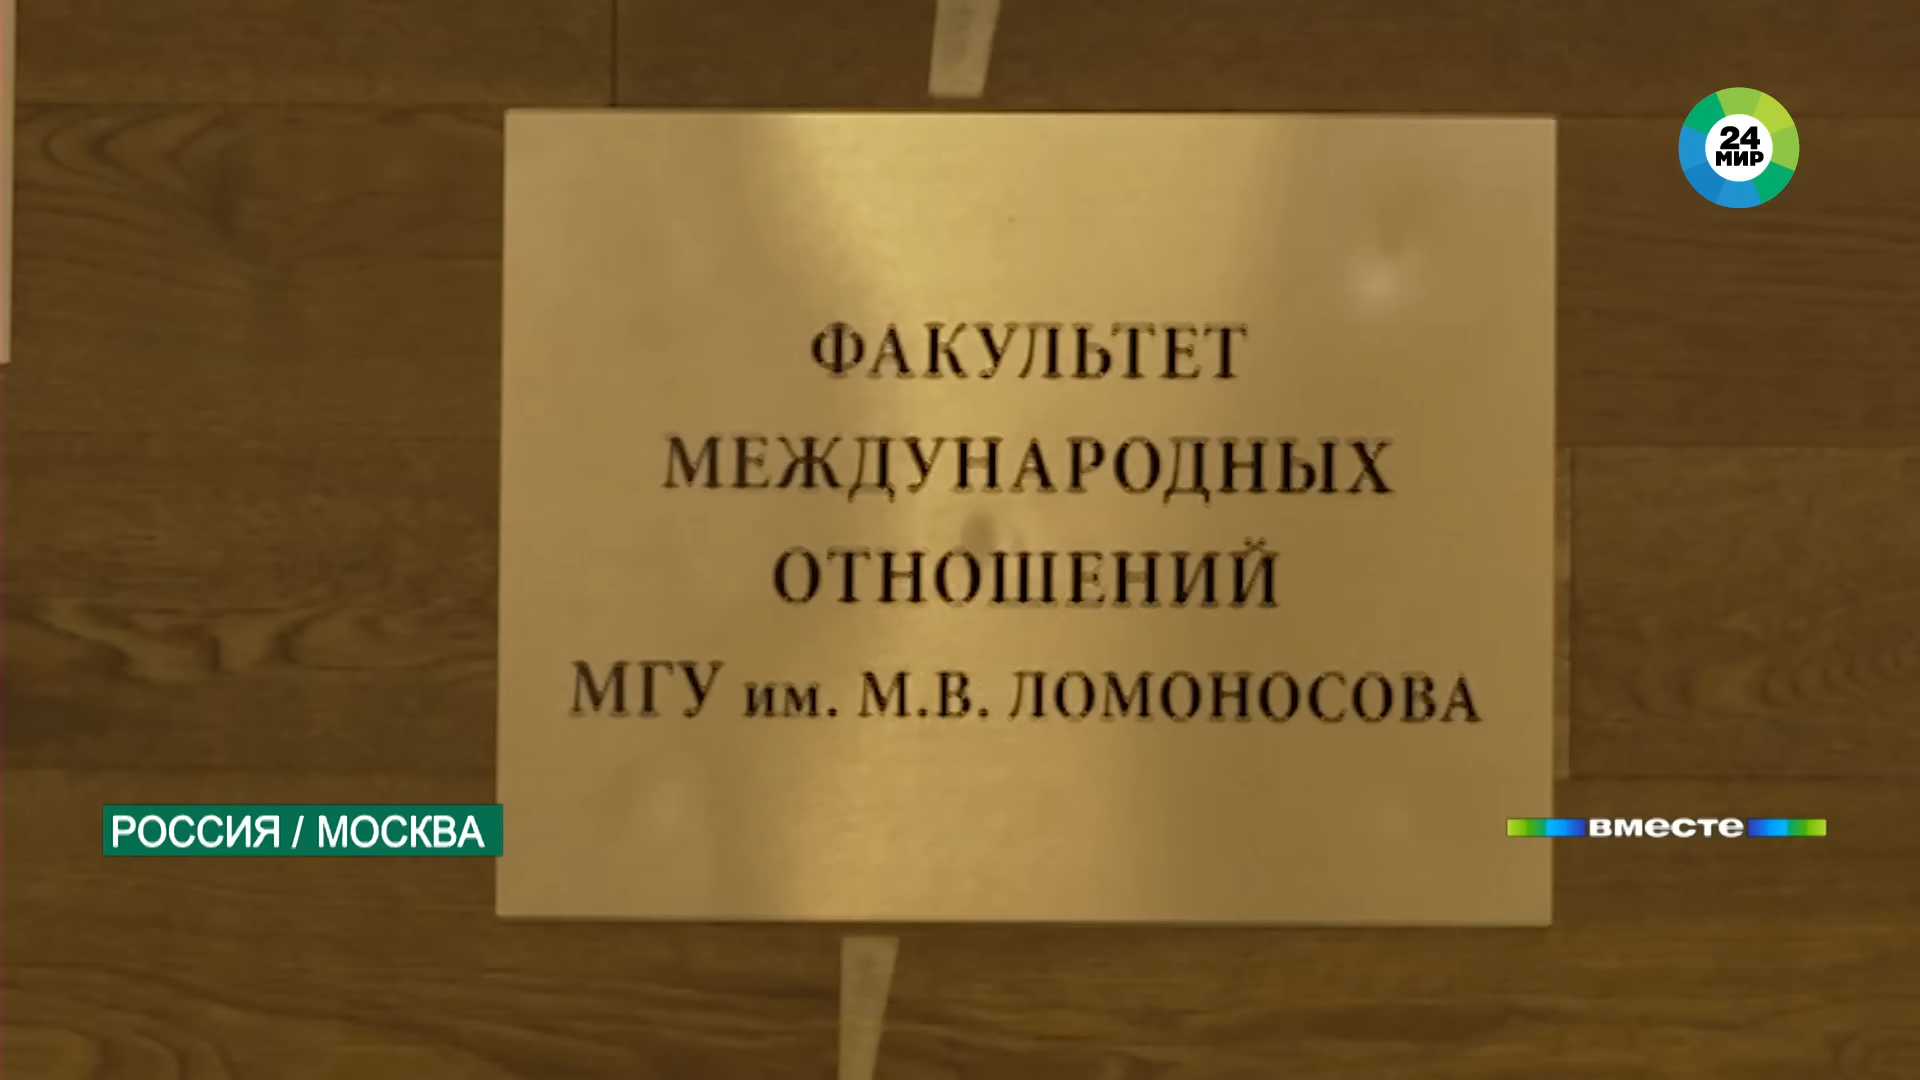 24
МИР
ФАКУЛЬТЕТ
МЕЖДУНАРОДНЫХ
ОТНОШЕНИЙ
МГУ им. М.В. ЛОМОНОСОВА
РОССИЯ / МОСКВА
вместе